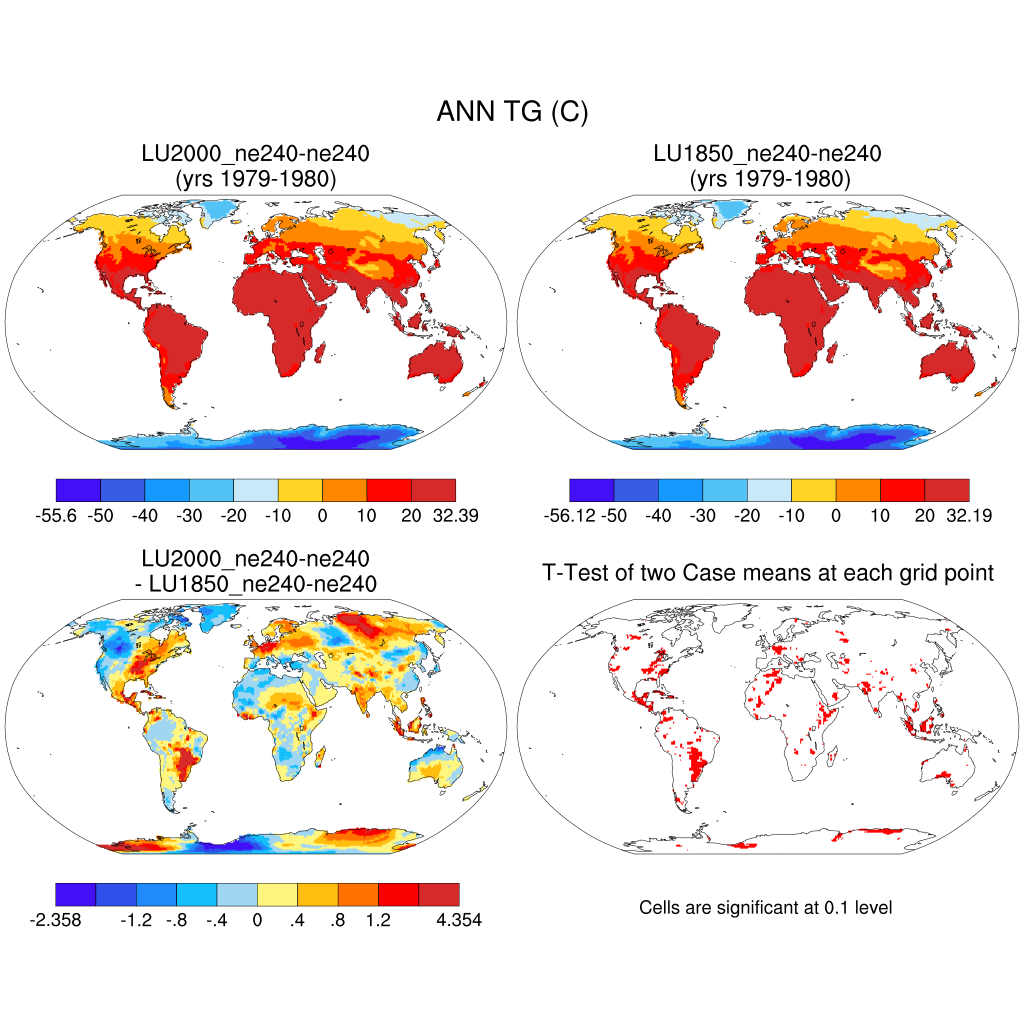 ANN TG (C)
LU2000_ne240-ne240
(yrs 1979-1980)
LU1850_ne240-ne240
(yrs 1979-1980)
-55.6 -50 -40 -30 -20 -10 0 10 20 32.39
-56.12 -50 -40 -30 -20 -10 0 10 20 32.19
LU2000_ne240-ne240
- LU1850_ne240-ne240
T-Test of two Case means at each grid point
-2.358 -1.2 -.8 -.4 0 .4 .8 1.2 4.354
Cells are significant at 0.1 level